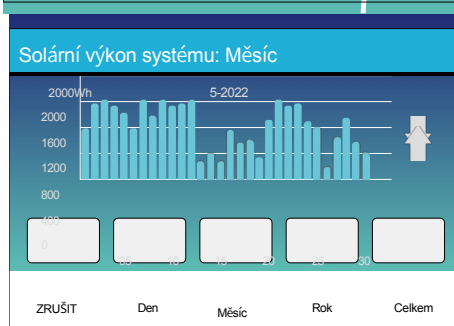 Solární výkon systému: Měsíc
2000Wh 5-2022
2000
1600
1200
800
400
0
05 10 15 20 25 30
ZRUŠIT Den Měsíc Rok Celkem